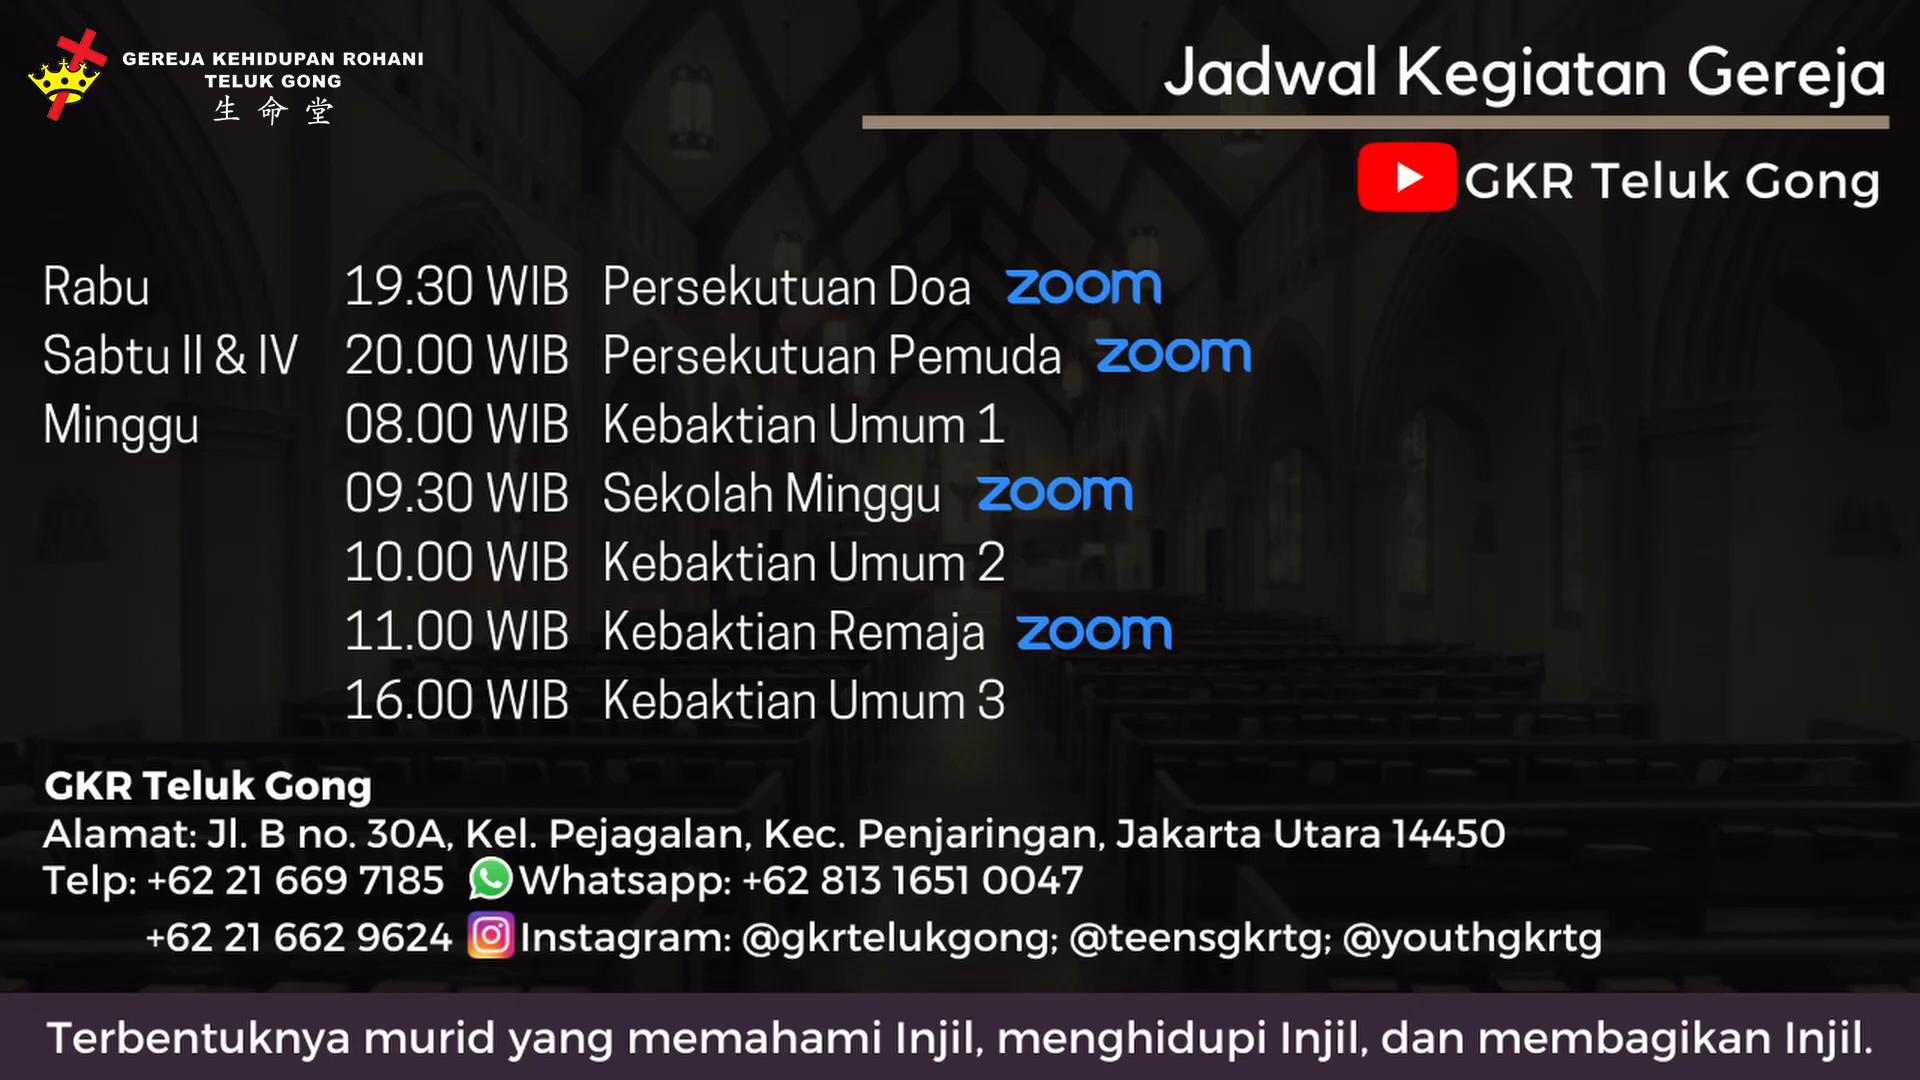 GEREJA KEHIDUPAN ROHANI
TELUK GONG
生命堂
Jadwal Kegiatan Gereja
GKR Teluk Gong
Rabu 19.30 WIB Persekutuan Doa zoom
Sabtu II & IV 20.00 WIB Persekutuan Pemuda zoom
Minggu 08.00 WIB Kebaktian Umum 1
09.30 WIB Sekolah Minggu zoom
10.00 WIB Kebaktian Umum 2
11.00 WIB Kebaktian Remaja zoom
16.00 WIB Kebaktian Umum 3
GKR Teluk Gong
Alamat: Jl. B no. 30A, Kel. Pejagalan, Kec. Penjaringan, Jakarta Utara 14450
Telp: +62 21 669 7185 Whatsapp: +62 813 1651 0047
+62 21 662 9624 Instagram: @gkrtelukgong; @teensgkrtg; @youthgkrtg
Terbentuknya murid yang memahami Injil, menghidupi Injil, dan membagikan Injil.